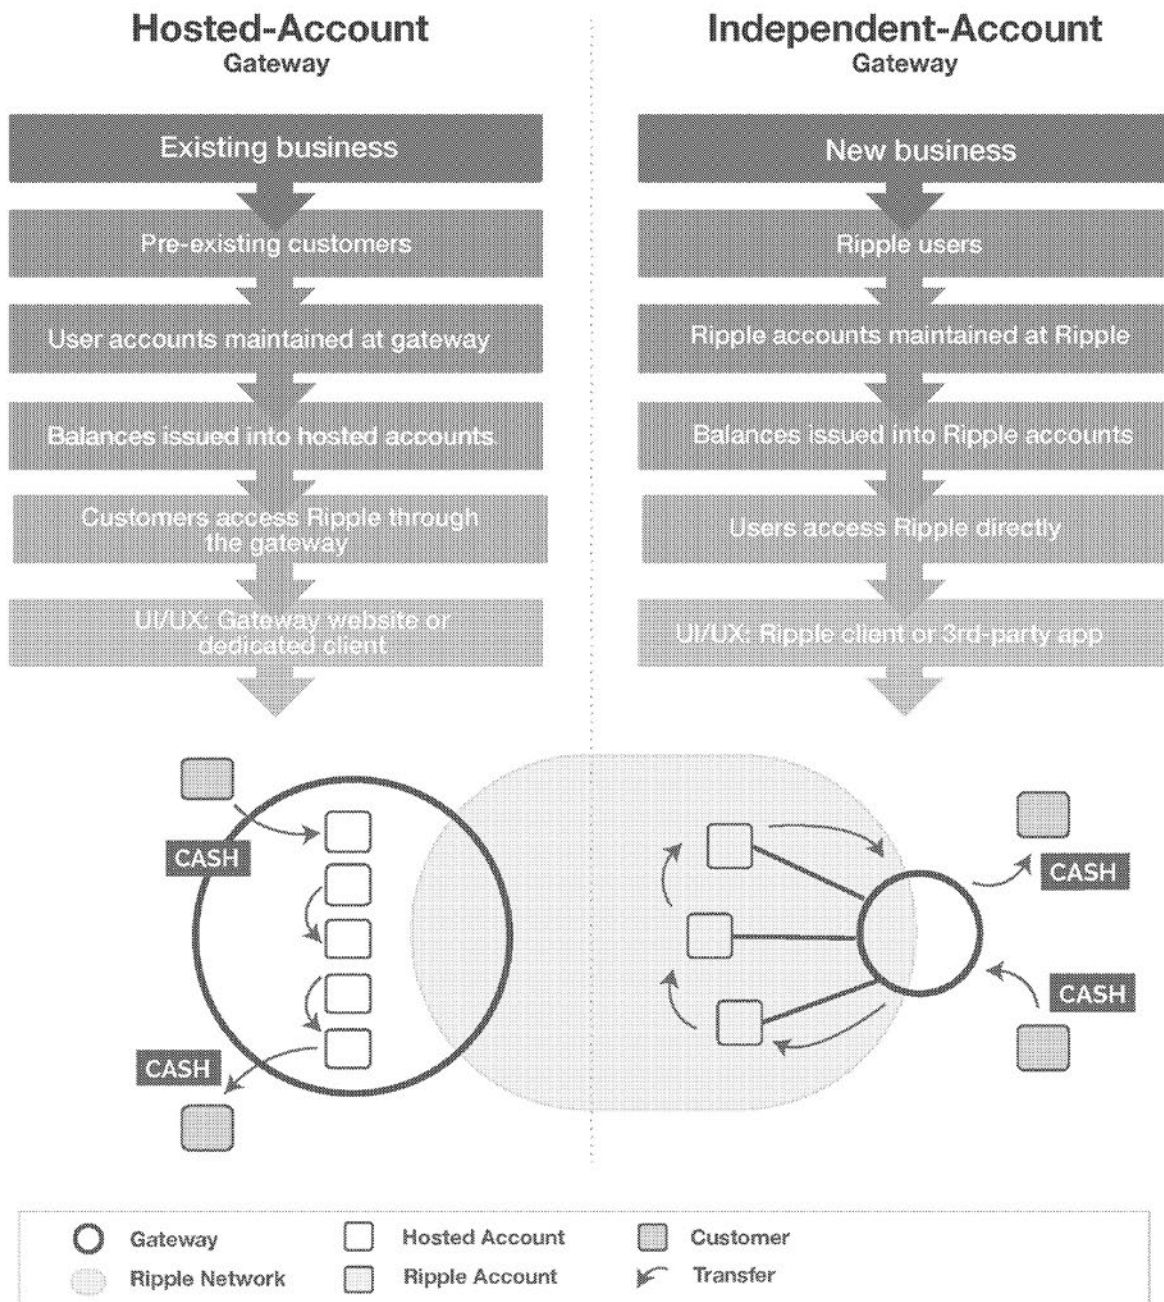 Hosted-Account
Gateway
Existing business
Pre-existing customers
User accounts maintained at gateway
Balances issued into hosted accounts.
Customers access Ripple through
the gateway
UI/UX: Gateway website or
dedicated client
Independent-Account
Gateway
New business
Ripple users
Ripple accounts maintained at Ripple
Balances issued into Ripple accounts
Users access Ripple directly
UI/UX: Ripple client or 3rd-party app
CASH
CASH
CASH
CASH
Gateway
Hosted Account
Customer
Ripple Network
Ripple Account
Transfer